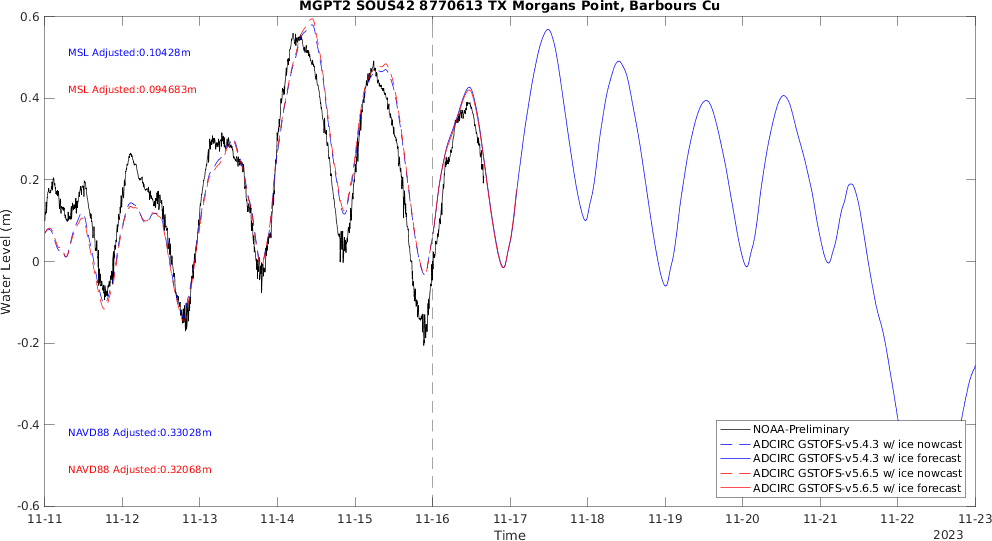 MGPT2 SOUS42 8770613 TX Morgans Point, Barbours Cu
MSL Adjusted:0.10428m
MSL Adjusted:0.094683m
NAVD88 Adjusted:0.33028m
NAVD88 Adjusted:0.32068m
Water Level (m)
0.6
0.4
0.2
0
-0.2
-0.4
-0.6
NOAA-Preliminary
ADCIRC GSTOFS-v5.4.3 w/ ice nowcast
ADCIRC GSTOFS-v5.4.3 w/ ice forecast
ADCIRC GSTOFS-v5.6.5 w/ ice nowcast
ADCIRC GSTOFS-v5.6.5 w/ ice forecast
11-11 11-12 11-13 11-14 11-15 11-16 11-17 11-18 11-19 11-20 11-21 11-22 11-23
Time
2023